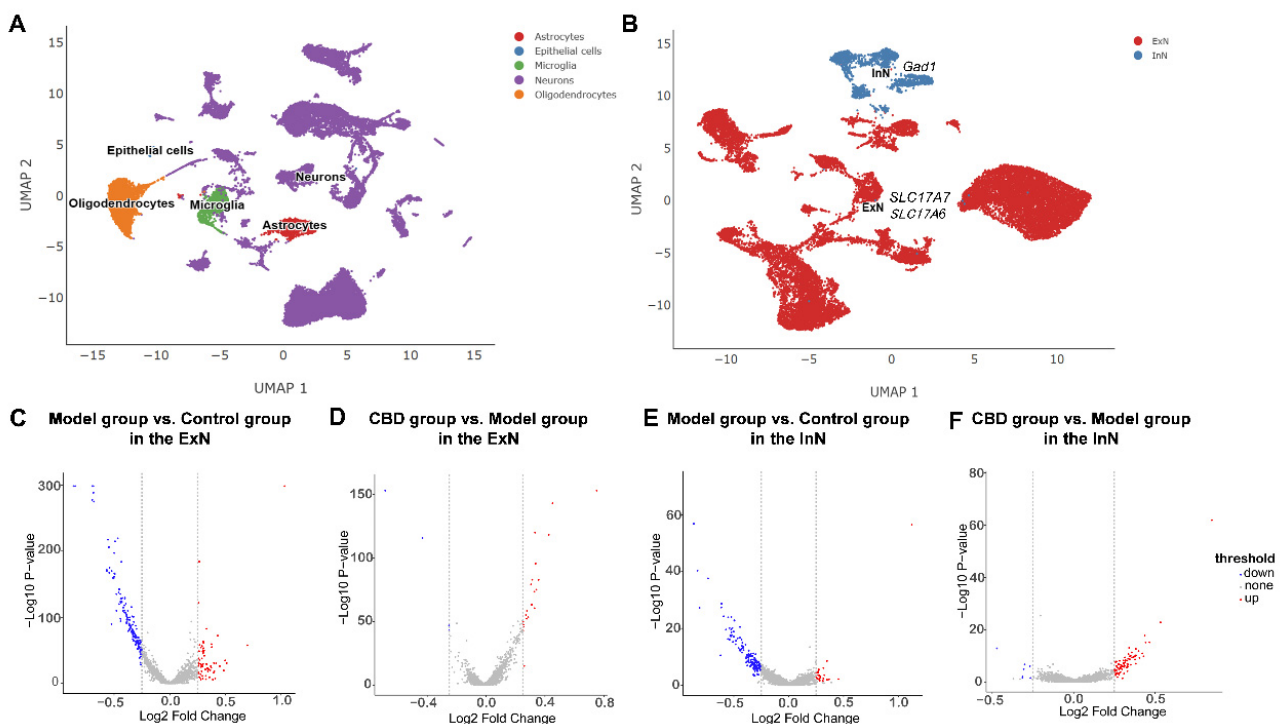 A
15
10
5
0
−5
−10
UMAP 2
−15
−10
−5
0
5
10
15
UMAP 1
Astrocytes
Epithelial cells
Microglia
Neurons
Oligodendrocytes
Epithelial cells
Neurons
Oligodendrocytes
Microglia
Astrocytes
B
15
10
5
0
−5
−10
UMAP 2
−10
−5
0
5
10
UMAP 1
ExN
InN
InN
Gad1
ExN
SLC17A7
SLC17A6
C
Model group vs. Control group
in the ExN
300
200
100
0
−Log10 P-value
−0.5
0.0
0.5
1.0
Log2 Fold Change
D
CBD group vs. Model group
in the ExN
150
100
50
0
−Log10 P-value
−0.4
0.0
0.4
0.8
Log2 Fold Change
E
Model group vs. Control group
in the InN
60
40
20
0
−Log10 P-value
−0.5
0.0
0.5
1.0
Log2 Fold Change
F
CBD group vs. Model group
in the InN
80
60
40
20
0
−Log10 P-value
−0.5
0.0
0.5
Log2 Fold Change
threshold
down
none
up